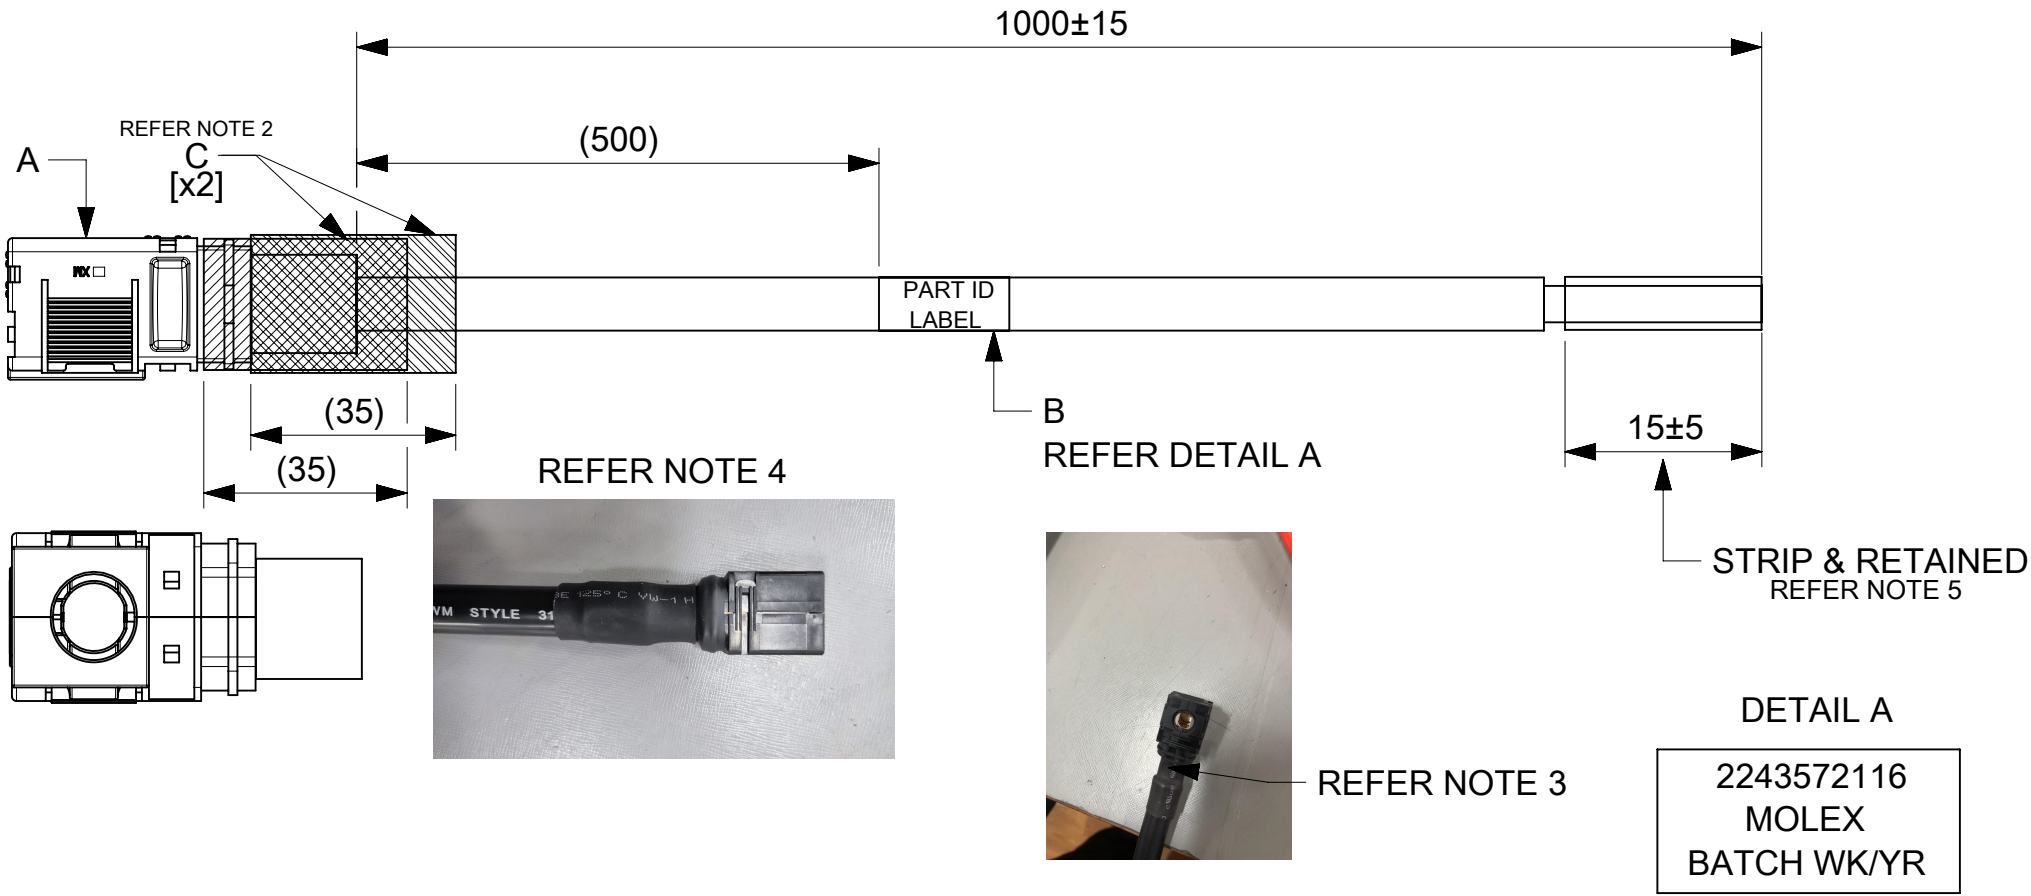 1000±15
REFER NOTE 2
A
C
[x2]
(500)
MX
PART ID
LABEL
(35)
(35)
B
REFER DETAIL A
15±5
REFER NOTE 4
STRIP & RETAINED
REFER NOTE 5
WM STYLE 31
125° C VW-1 H
REFER NOTE 3
DETAIL A
2243572116
MOLEX
BATCH WK/YR